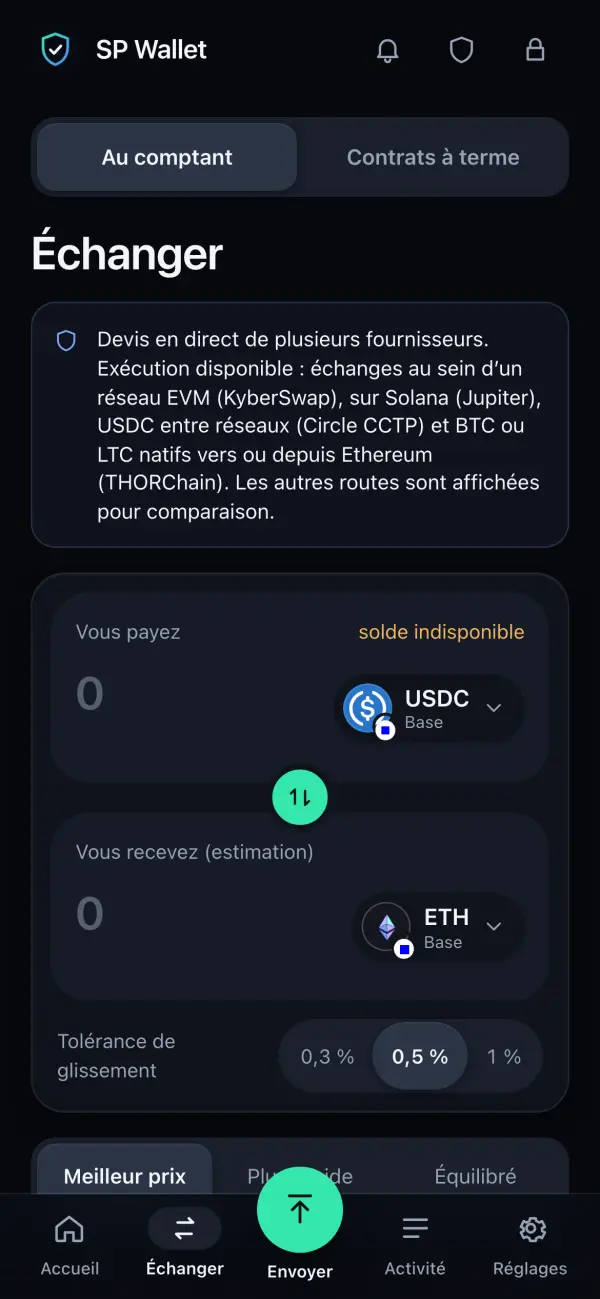 SP Wallet
Au comptant
Contrats à terme
Échanger
Devis en direct de plusieurs fournisseurs.
Exécution disponible : échanges au sein d’un
réseau EVM (KyberSwap), sur Solana (Jupiter),
USDC entre réseaux (Circle CCTP) et BTC ou
LTC natifs vers ou depuis Ethereum
(THORChain). Les autres routes sont affichées
pour comparaison.
Vous payez
solde indisponible
0
USDC
Base
Vous recevez (estimation)
0
ETH
Base
Tolérance de
glissement
0,3 %
0,5 %
1 %
Meilleur prix
Équilibré
Accueil
Échanger
Envoyer
Activité
Réglages